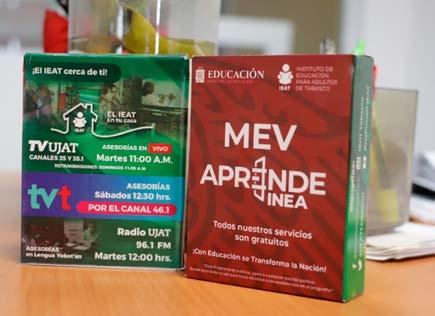 ¡El IEAT cerca de ti!
EL IEAT
En tu casa
IEAT
TV UJAT
CANALES 35 Y 35.1
ASESORÍAS en VIVO
Martes 11:00 A.M.
RETRANSMISIONES: DOMINGOS 11:00 A.M.
tvt
ASESORÍAS
Sábados 12:30 hrs.
POR EL CANAL 46.1
Radio UJAT
96.1 FM
ASESORÍAS
en Lengua Yokot'an
Martes 12:00 hrs.
EDUCACIÓN
IEAT
INSTITUTO
DE EDUCACIÓN
PARA ADULTOS
DE TABASCO
MEV
APRENDE
INEA
Todos nuestros servicios
son gratuitos
¡Con Educación se Transforma la Nación!